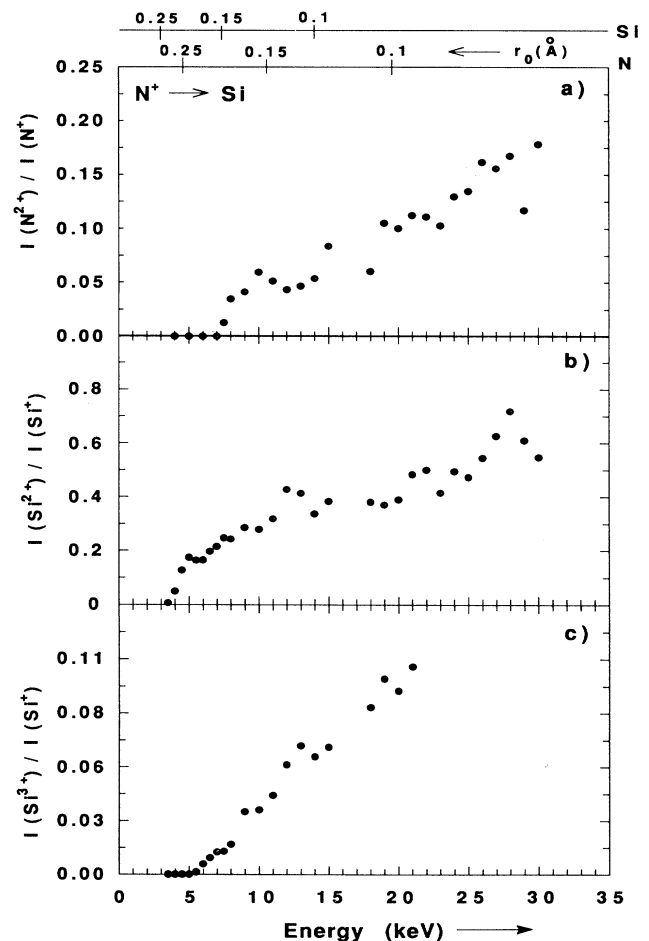 0.25 0.15 0.1 Si
0.25 0.15 0.1 ← r₀(Å) N
0.25
N⁺ → Si a)
0.20
0.15
0.10
0.05
0.00
I (N²⁺) / I (N⁺)
b)
0.8
0.6
0.4
0.2
0
I (Si²⁺) / I (Si⁺)
c)
0.11
0.08
0.06
0.03
0.00
I (Si³⁺) / I (Si⁺)
0 5 10 15 20 25 30 35
Energy (keV) →